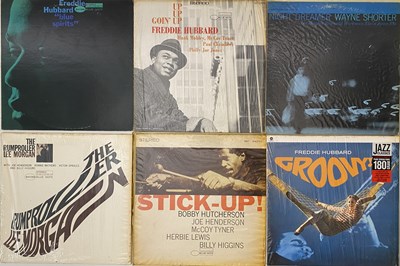 Freddie
Hubbard
"blue
spirits"
UP
GOIN' UP
FREDDIE HUBBARD
Hank Mobley, McCoy Tyner
Paul Chambers
Philly Joe Jones
NIGHT DREAMER WAYNE SHORTER
THE
RUMPROLLER
LEE MORGAN
THE
RUMPROLLER
LEE MORGAN
STICK-UP!
BOBBY HUTCHERSON
JOE HENDERSON
McCOY TYNER
HERBIE LEWIS
BILLY HIGGINS
FREDDIE HUBBARD
GROOVY!
JAZZ
180